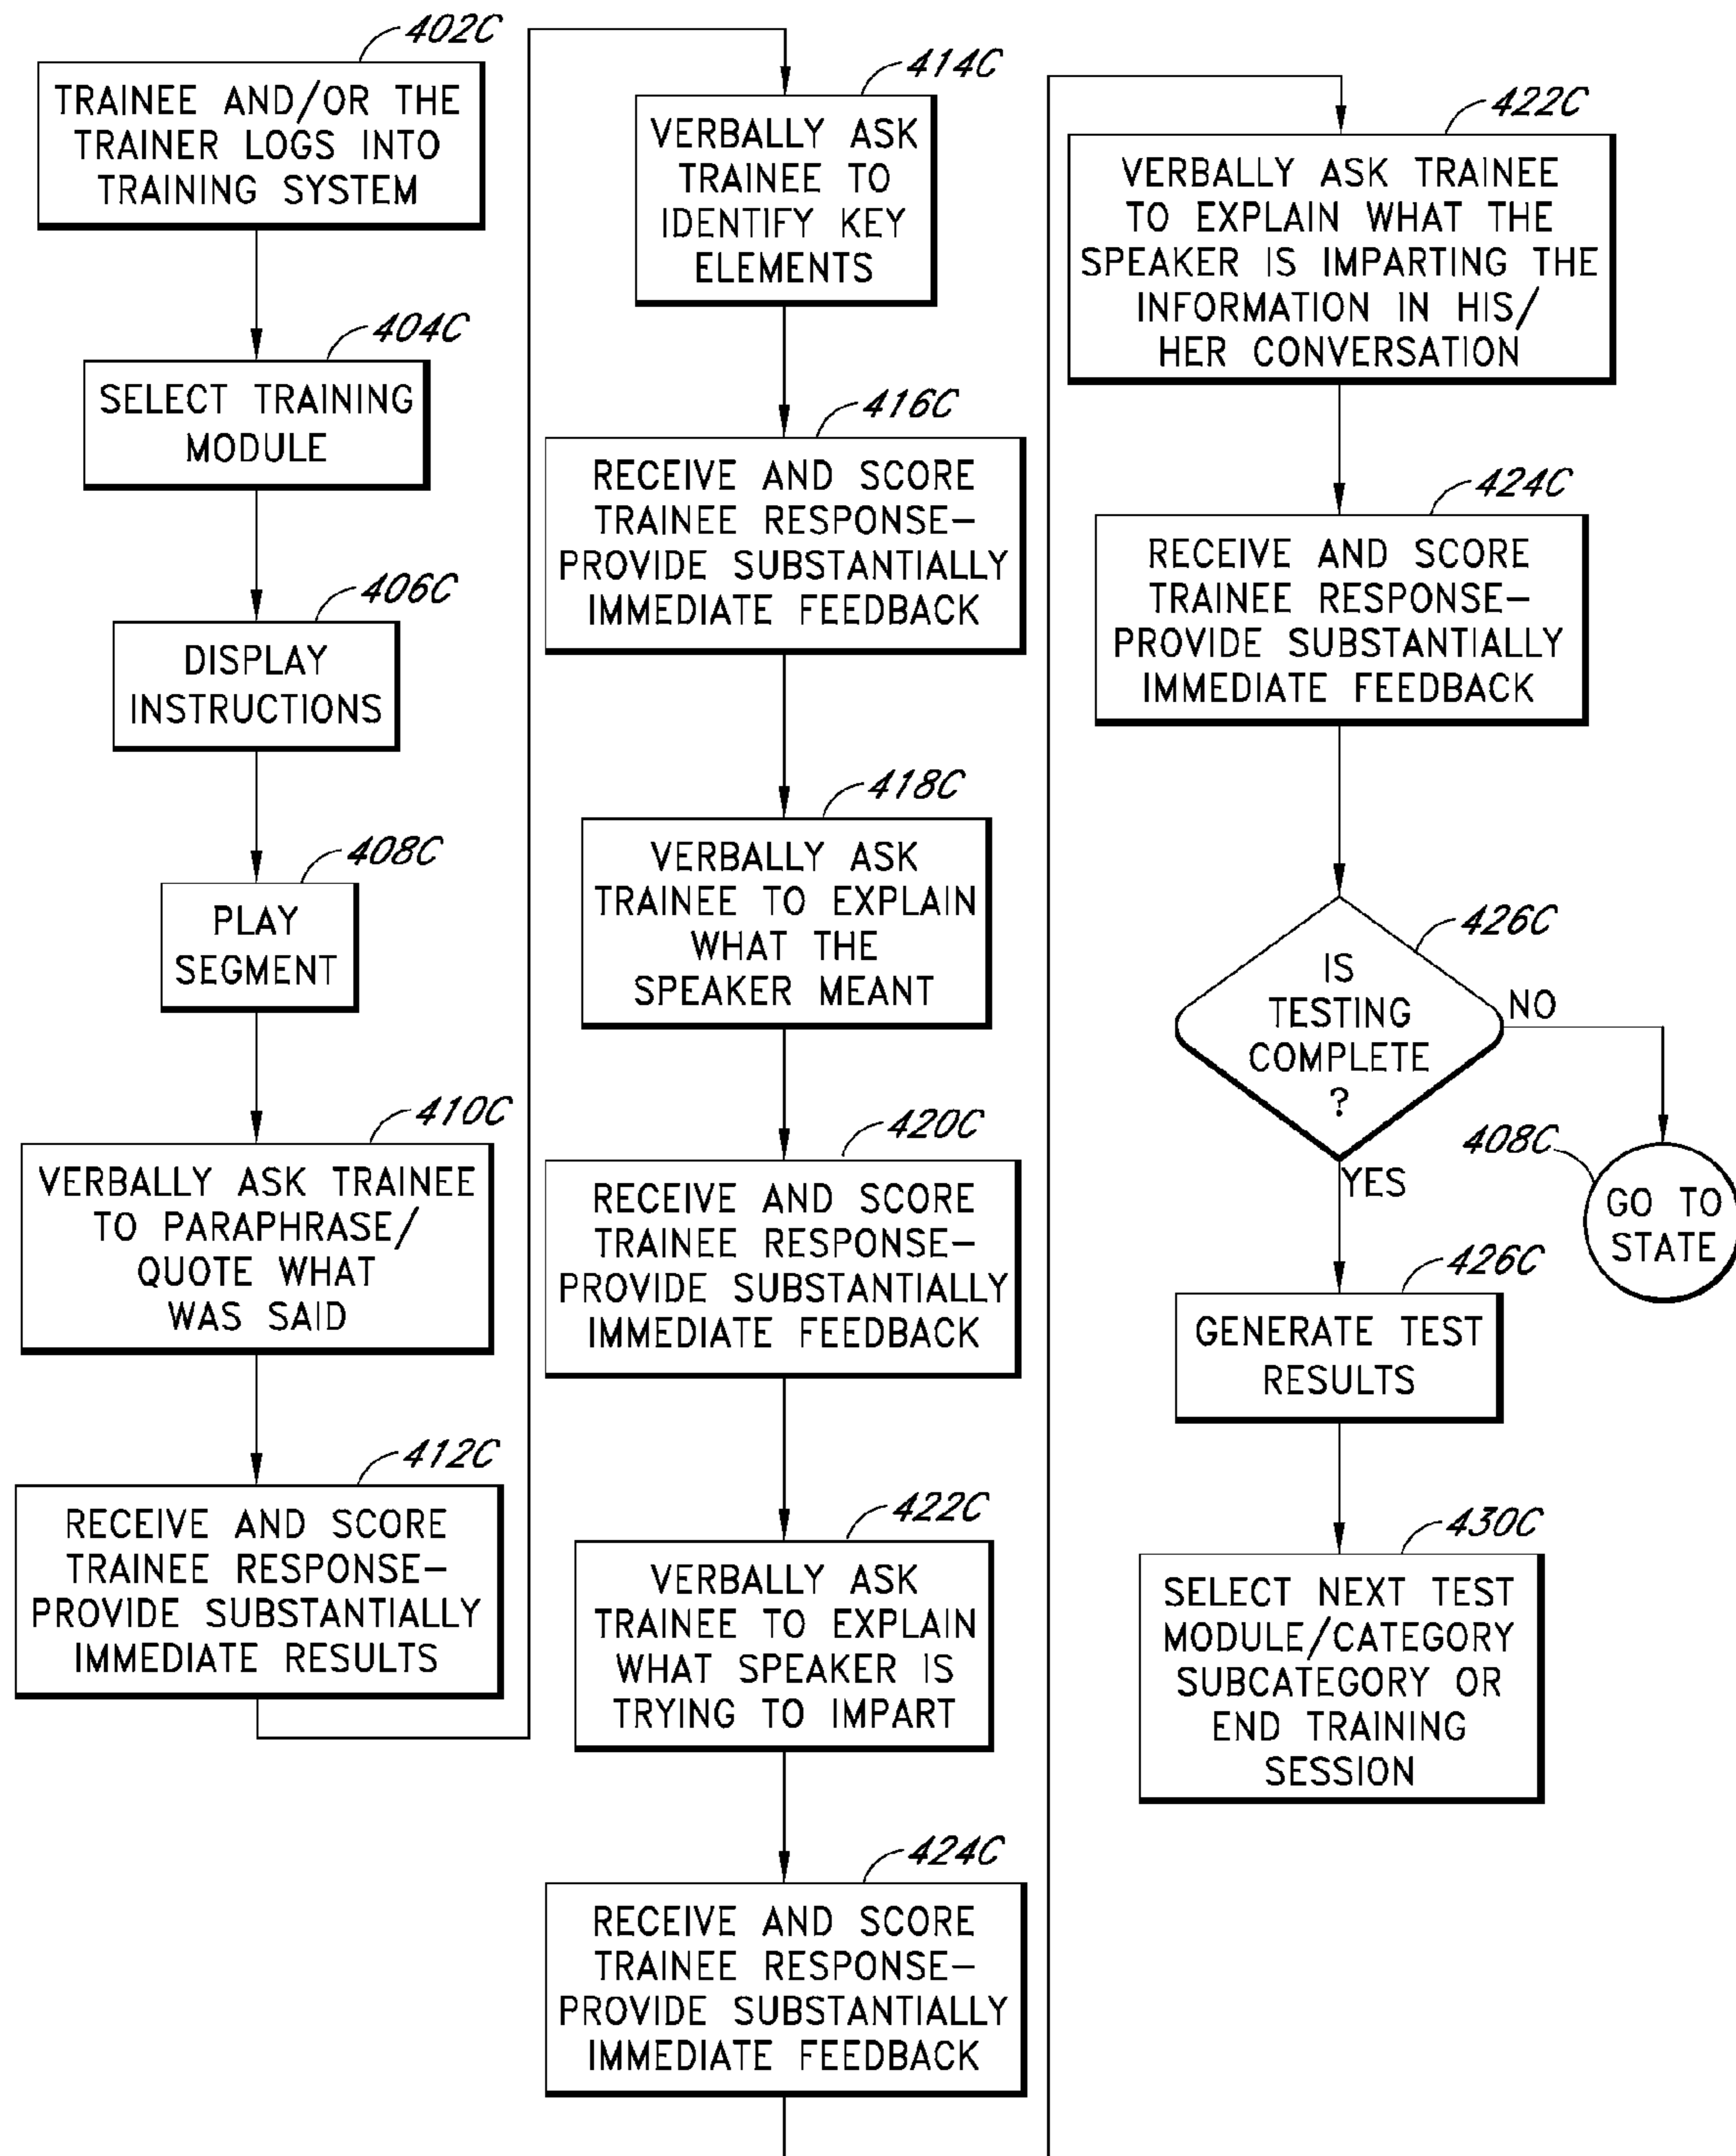 402C
TRAINEE AND/OR THE
TRAINER LOGS INTO
TRAINING SYSTEM
404C
SELECT TRAINING
MODULE
406C
DISPLAY
INSTRUCTIONS
408C
PLAY
SEGMENT
410C
VERBALLY ASK TRAINEE
TO PARAPHRASE/
QUOTE WHAT
WAS SAID
412C
RECEIVE AND SCORE
TRAINEE RESPONSE–
PROVIDE SUBSTANTIALLY
IMMEDIATE RESULTS
414C
VERBALLY ASK
TRAINEE TO
IDENTIFY KEY
ELEMENTS
416C
RECEIVE AND SCORE
TRAINEE RESPONSE–
PROVIDE SUBSTANTIALLY
IMMEDIATE FEEDBACK
418C
VERBALLY ASK
TRAINEE TO EXPLAIN
WHAT THE
SPEAKER MEANT
420C
RECEIVE AND SCORE
TRAINEE RESPONSE–
PROVIDE SUBSTANTIALLY
IMMEDIATE FEEDBACK
422C
VERBALLY ASK
TRAINEE TO EXPLAIN
WHAT SPEAKER IS
TRYING TO IMPART
424C
RECEIVE AND SCORE
TRAINEE RESPONSE–
PROVIDE SUBSTANTIALLY
IMMEDIATE FEEDBACK
422C
VERBALLY ASK TRAINEE
TO EXPLAIN WHAT THE
SPEAKER IS IMPARTING THE
INFORMATION IN HIS/
HER CONVERSATION
424C
RECEIVE AND SCORE
TRAINEE RESPONSE–
PROVIDE SUBSTANTIALLY
IMMEDIATE FEEDBACK
426C
IS
TESTING
COMPLETE
?
NO
408C
GO TO
STATE
YES
426C
GENERATE TEST
RESULTS
430C
SELECT NEXT TEST
MODULE/CATEGORY
SUBCATEGORY OR
END TRAINING
SESSION